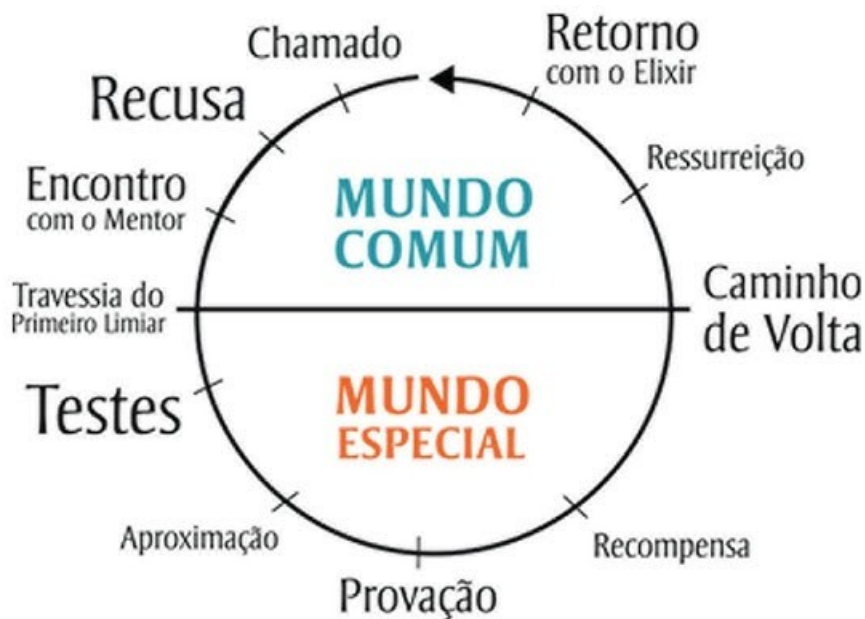 Chamado
Retorno
com o Elixir
Recusa
Ressurreição
Encontro
com o Mentor
MUNDO
COMUM
Travessia do
Primeiro Limiar
Caminho
de Volta
Testes
MUNDO
ESPECIAL
Aproximação
Recompensa
Provação